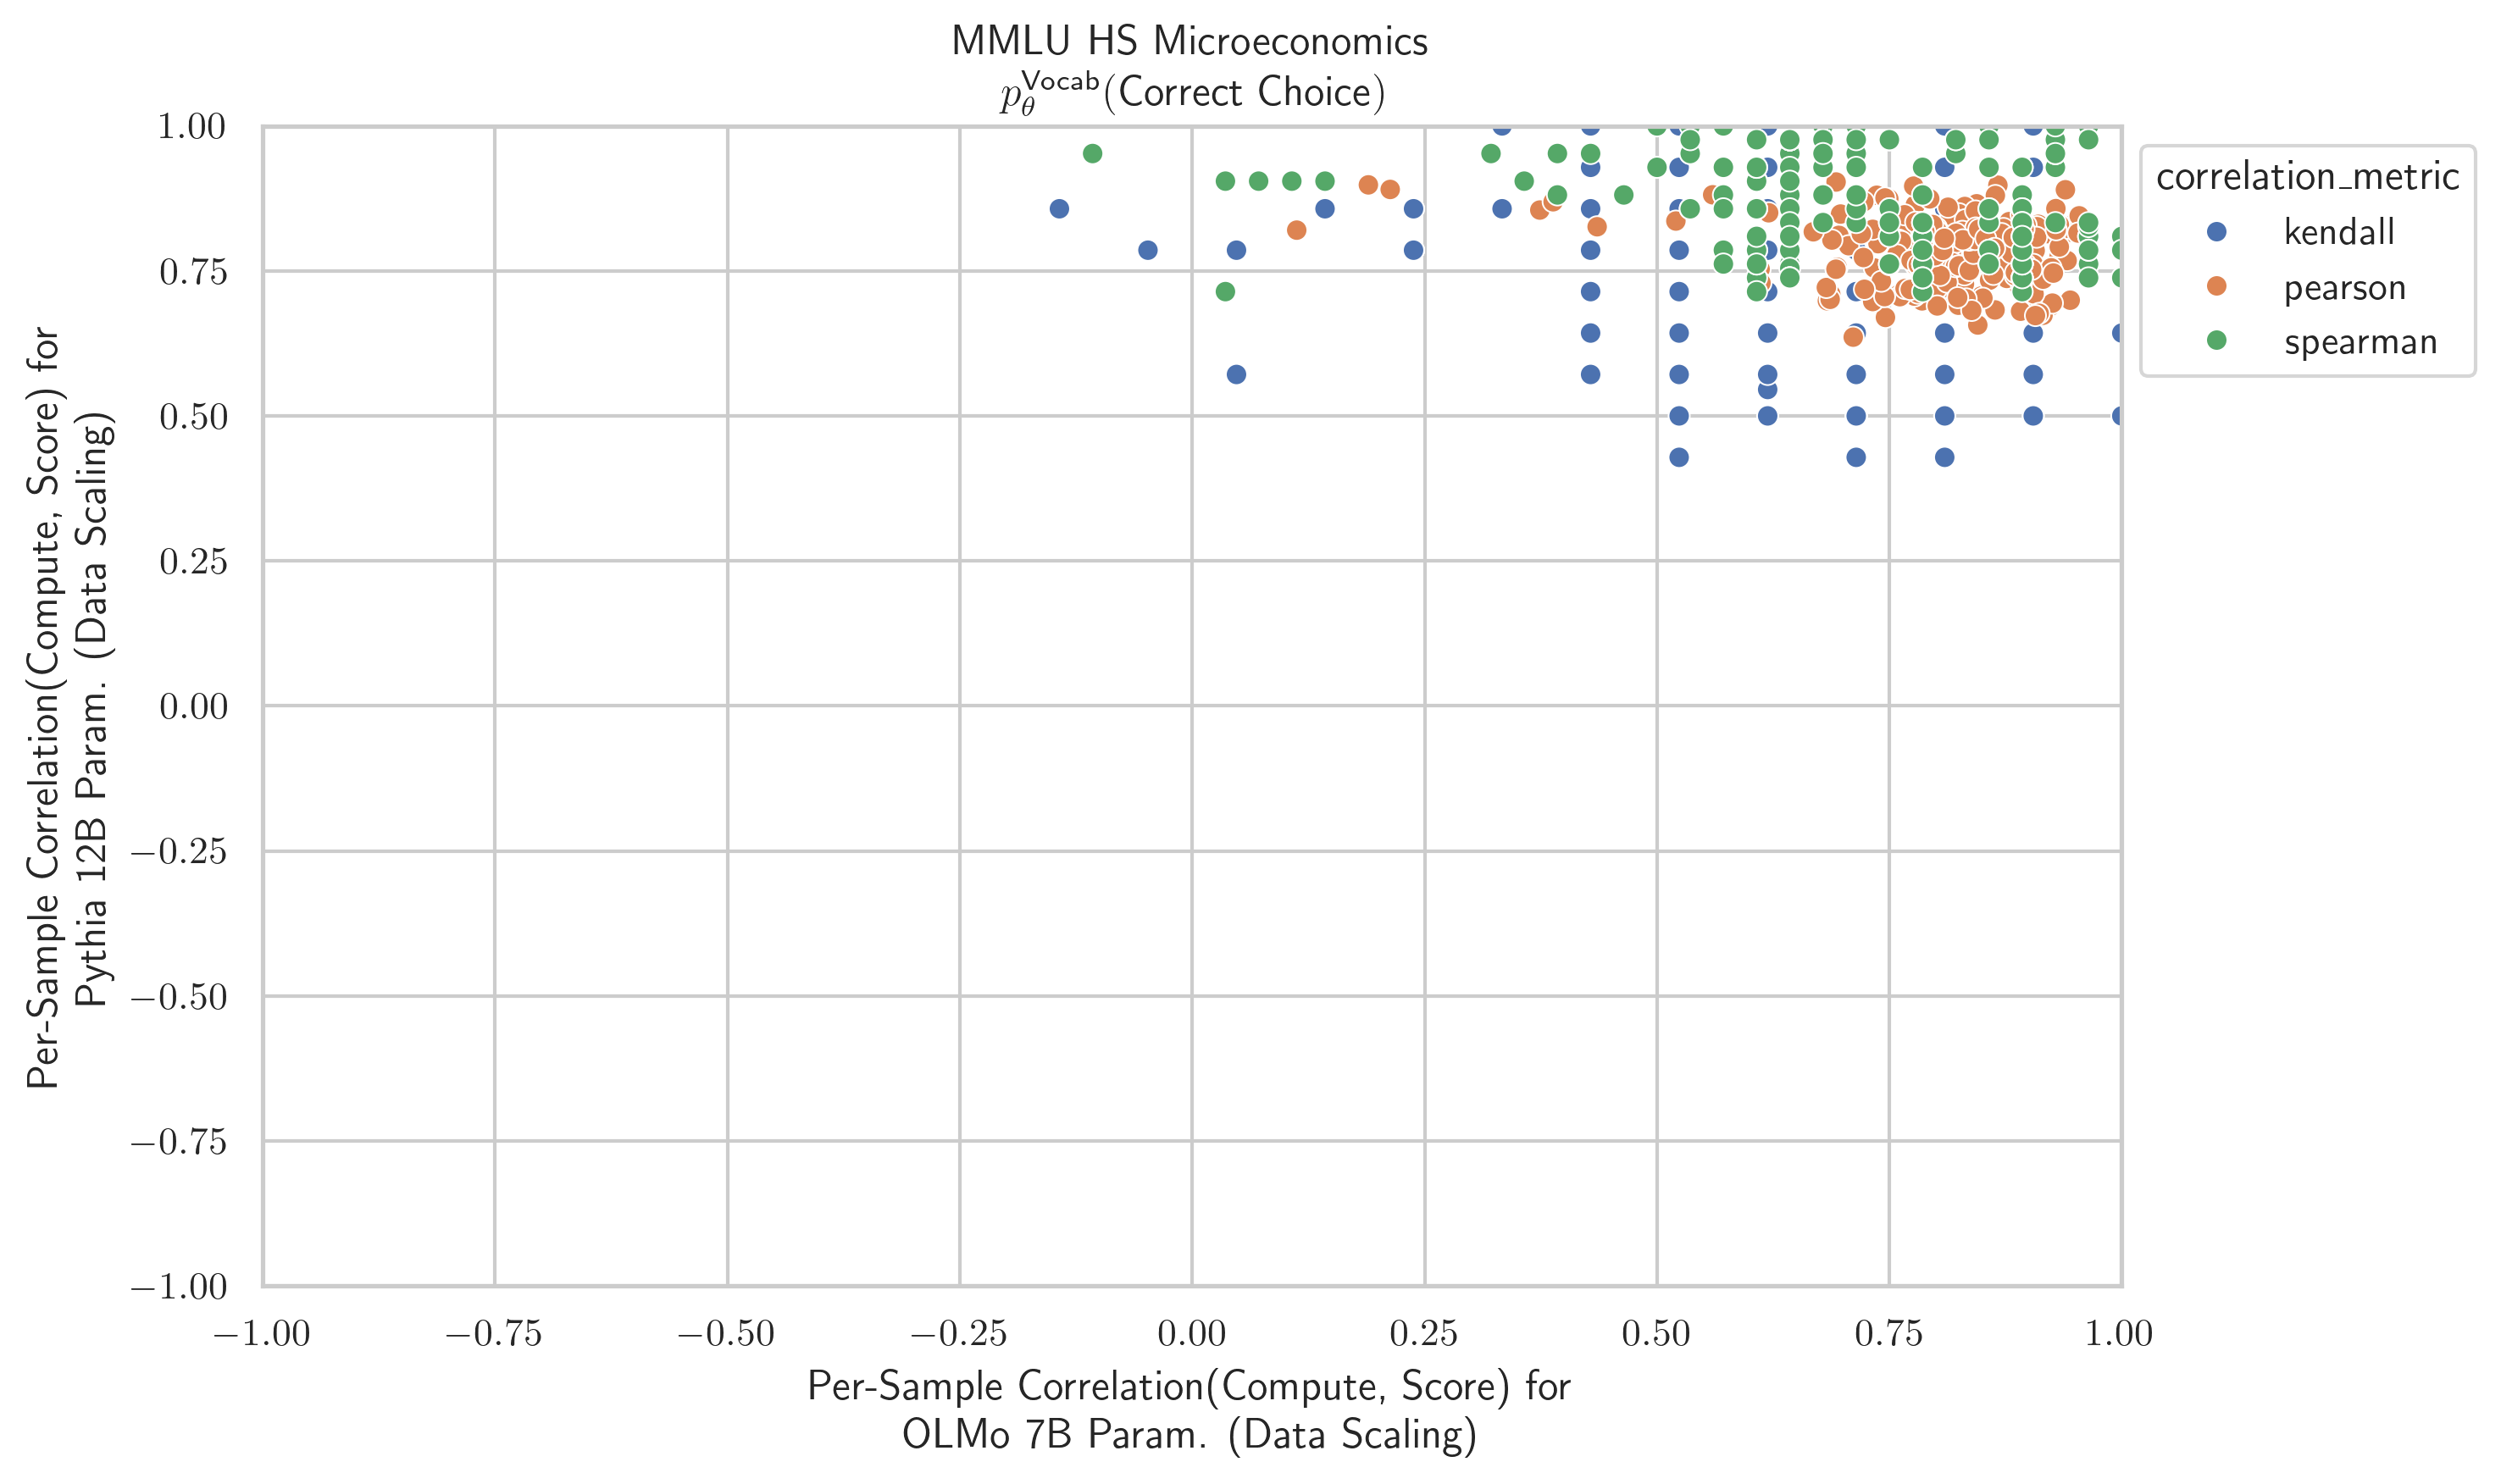 MMLU HS Microeconomics
p_θ^Vocab(Correct Choice)
Per-Sample Correlation(Compute, Score) for
Pythia 12B Param. (Data Scaling)
1.00
0.75
0.50
0.25
0.00
−0.25
−0.50
−0.75
−1.00
−1.00
−0.75
−0.50
−0.25
0.00
0.25
0.50
0.75
1.00
Per-Sample Correlation(Compute, Score) for
OLMo 7B Param. (Data Scaling)
correlation_metric
kendall
pearson
spearman